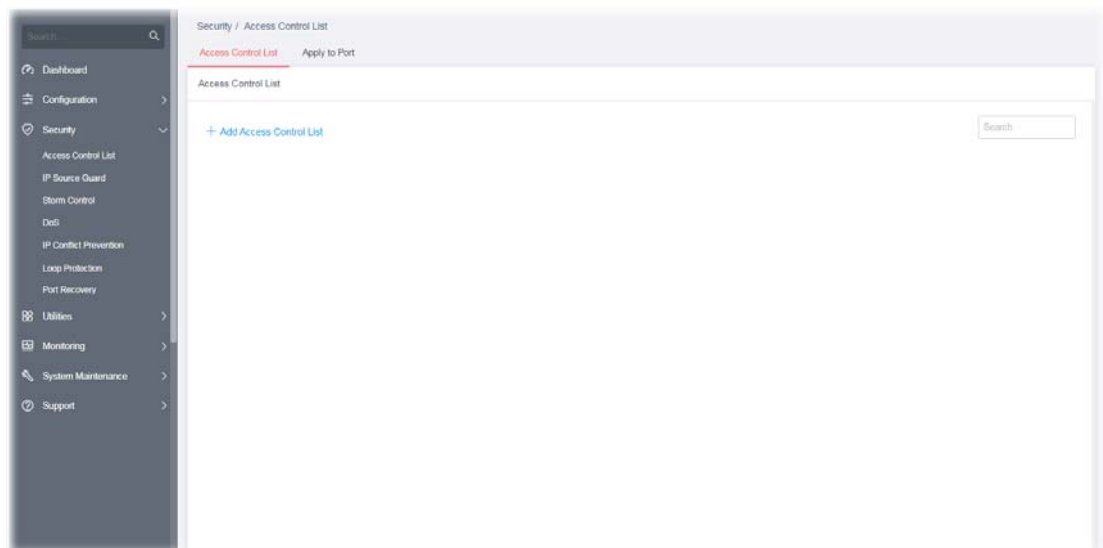 Search...
Dashboard
Configuration
Security
Access Control List
IP Source Guard
Storm Control
DoS
IP Conflict Prevention
Loop Protection
Port Recovery
Utilities
Monitoring
System Maintenance
Support
Security / Access Control List
Access Control List Apply to Port
Access Control List
+ Add Access Control List
Search